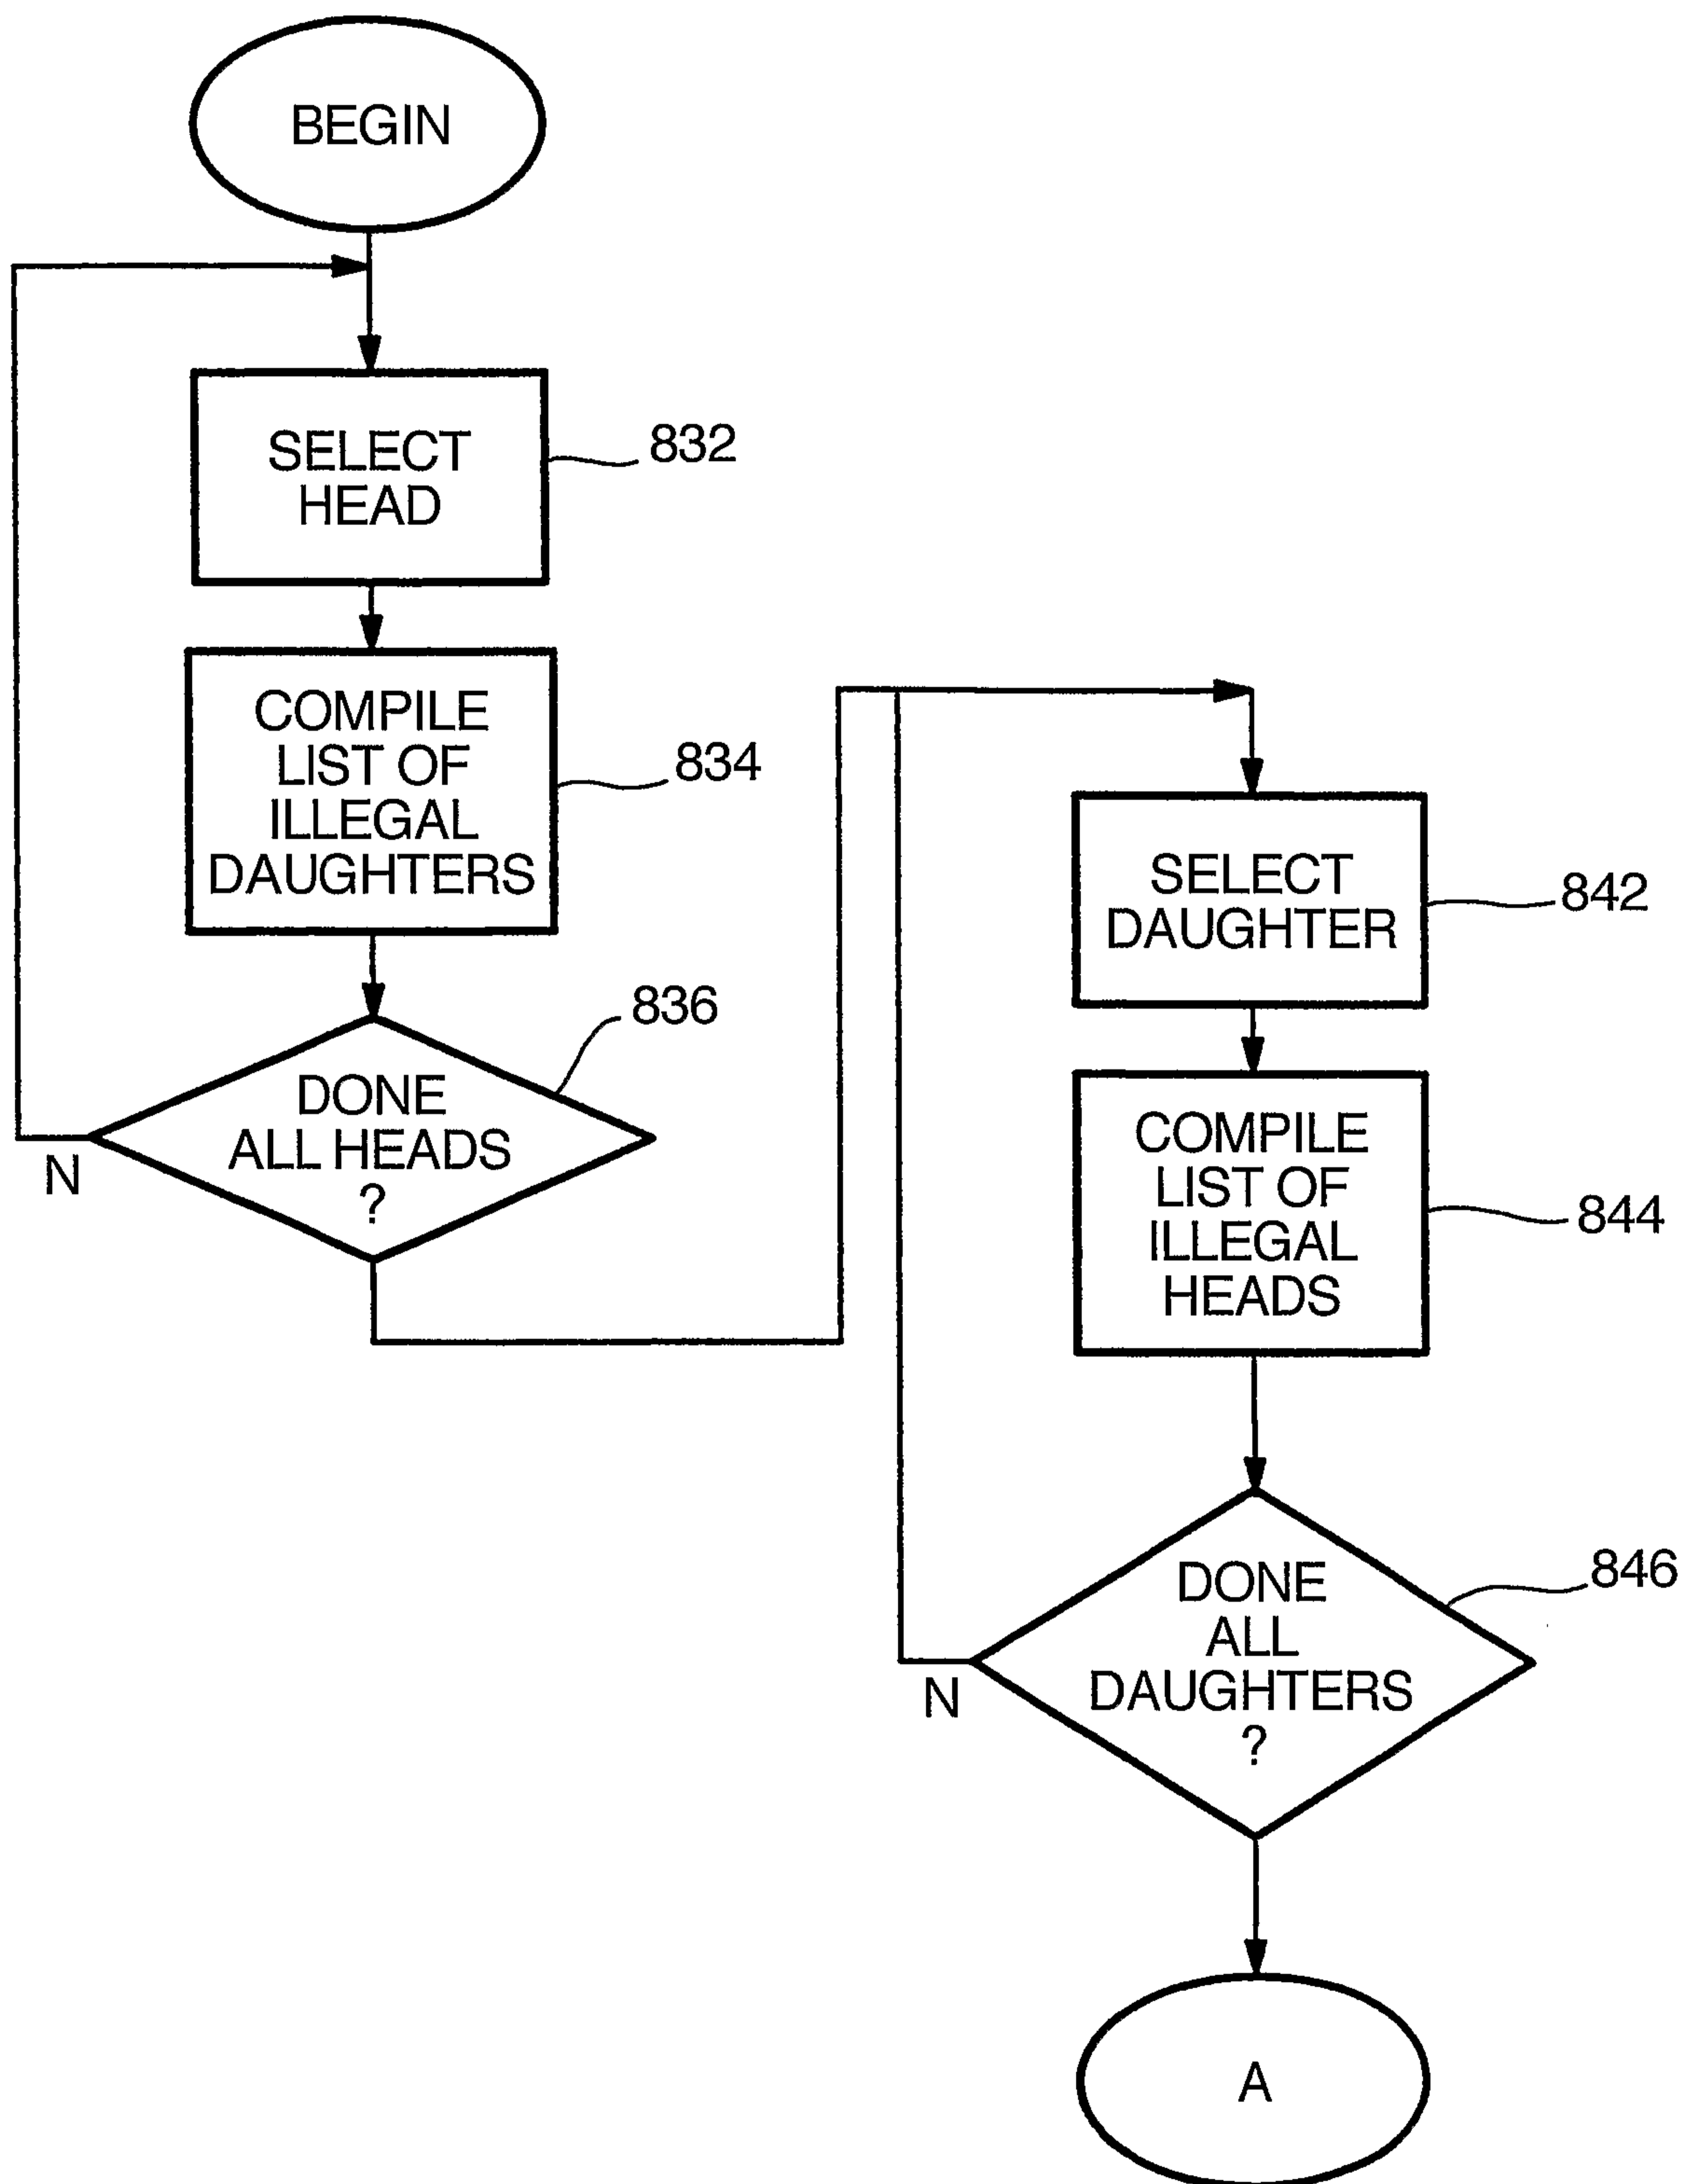 BEGIN
SELECT
HEAD
832
COMPILE
LIST OF
ILLEGAL
DAUGHTERS
834
DONE
ALL HEADS
?
836
N
SELECT
DAUGHTER
842
COMPILE
LIST OF
ILLEGAL
HEADS
844
DONE
ALL
DAUGHTERS
?
846
N
A